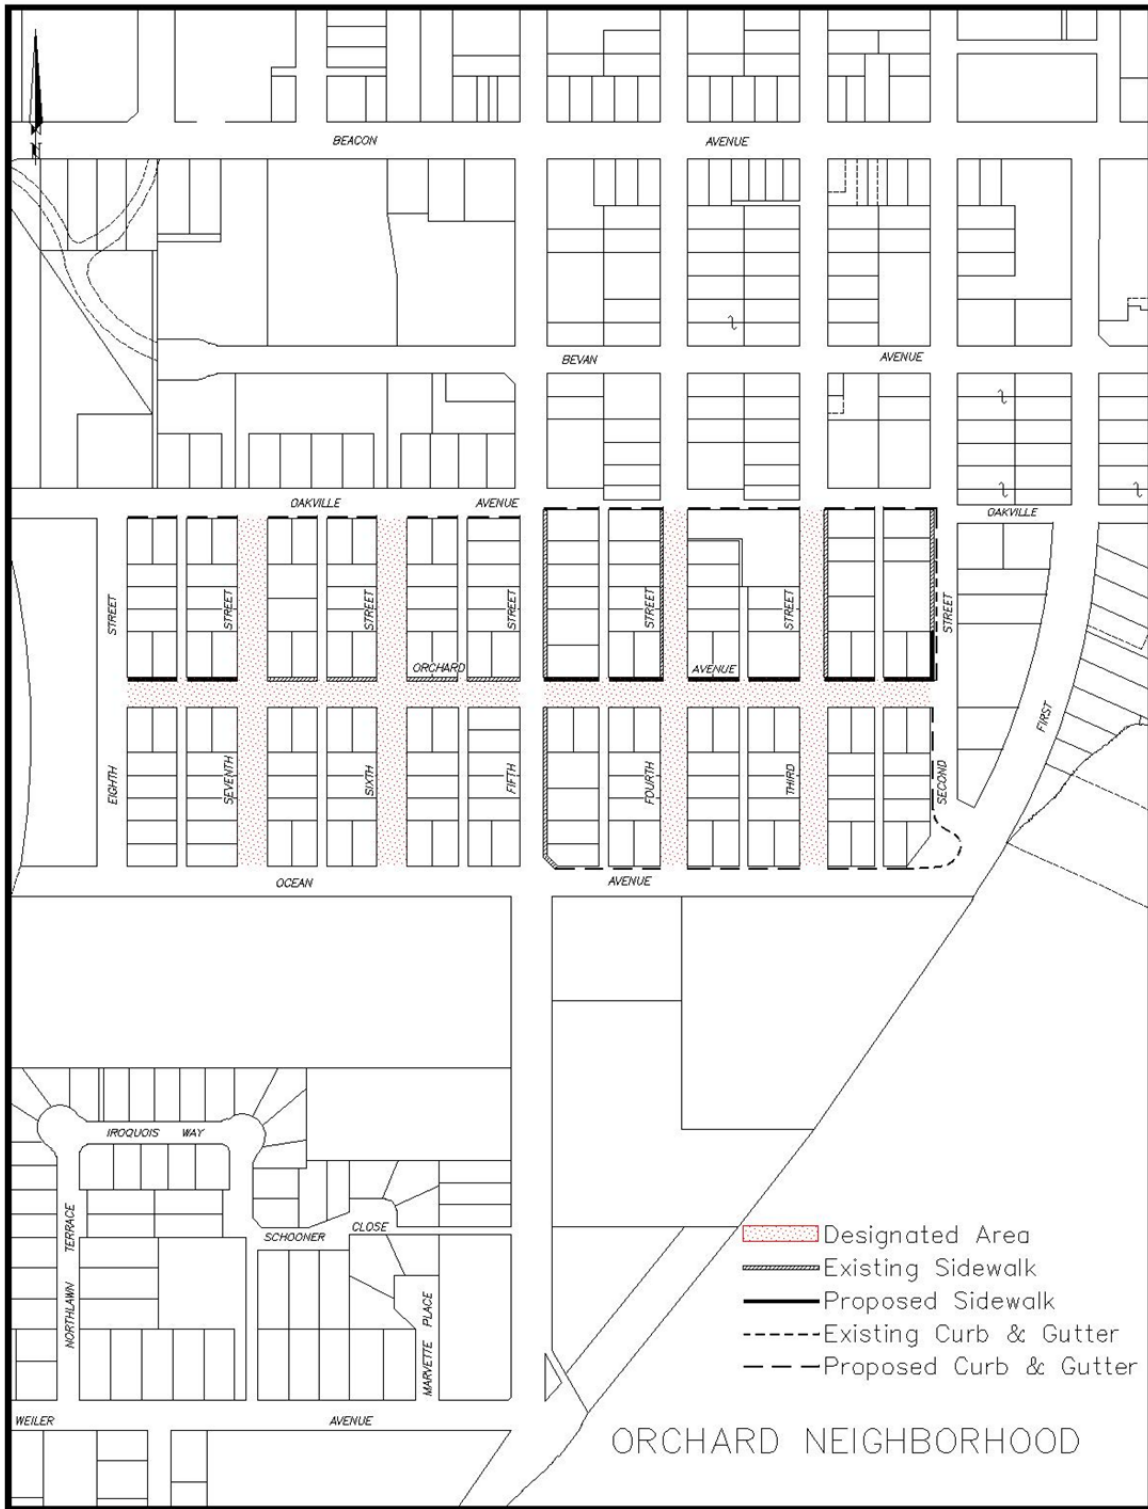 N
BEACON AVENUE
BEVAN AVENUE
OAKVILLE AVENUE
OAKVILLE
STREET
STREET
STREET
STREET
STREET
STREET
STREET
ORCHARD AVENUE
EIGHTH
SEVENTH
SIXTH
FIFTH
FOURTH
THIRD
SECOND
FIRST
OCEAN AVENUE
IROQUOIS WAY
NORTHLAWN TERRACE
SCHOONER CLOSE
MARVETTE PLACE
WEILER AVENUE
Designated Area
Existing Sidewalk
Proposed Sidewalk
Existing Curb & Gutter
Proposed Curb & Gutter
ORCHARD NEIGHBORHOOD